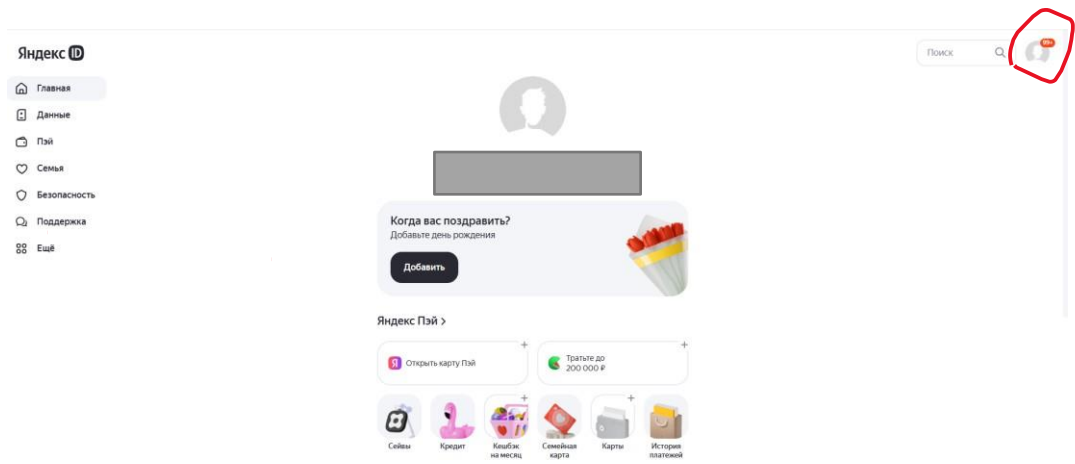 Яндекс ID
Поиск
99+
Главная
Данные
Пэй
Семья
Безопасность
Поддержка
Ещё
Когда вас поздравить?
Добавьте день рождения
Добавить
Яндекс Пэй >
Я Открыть карту Пэй
Тратьте до
200 000 ₽
Сейвы
Кредит
Кешбэк
на месяц
Семейная
карта
Карты
История
платежей